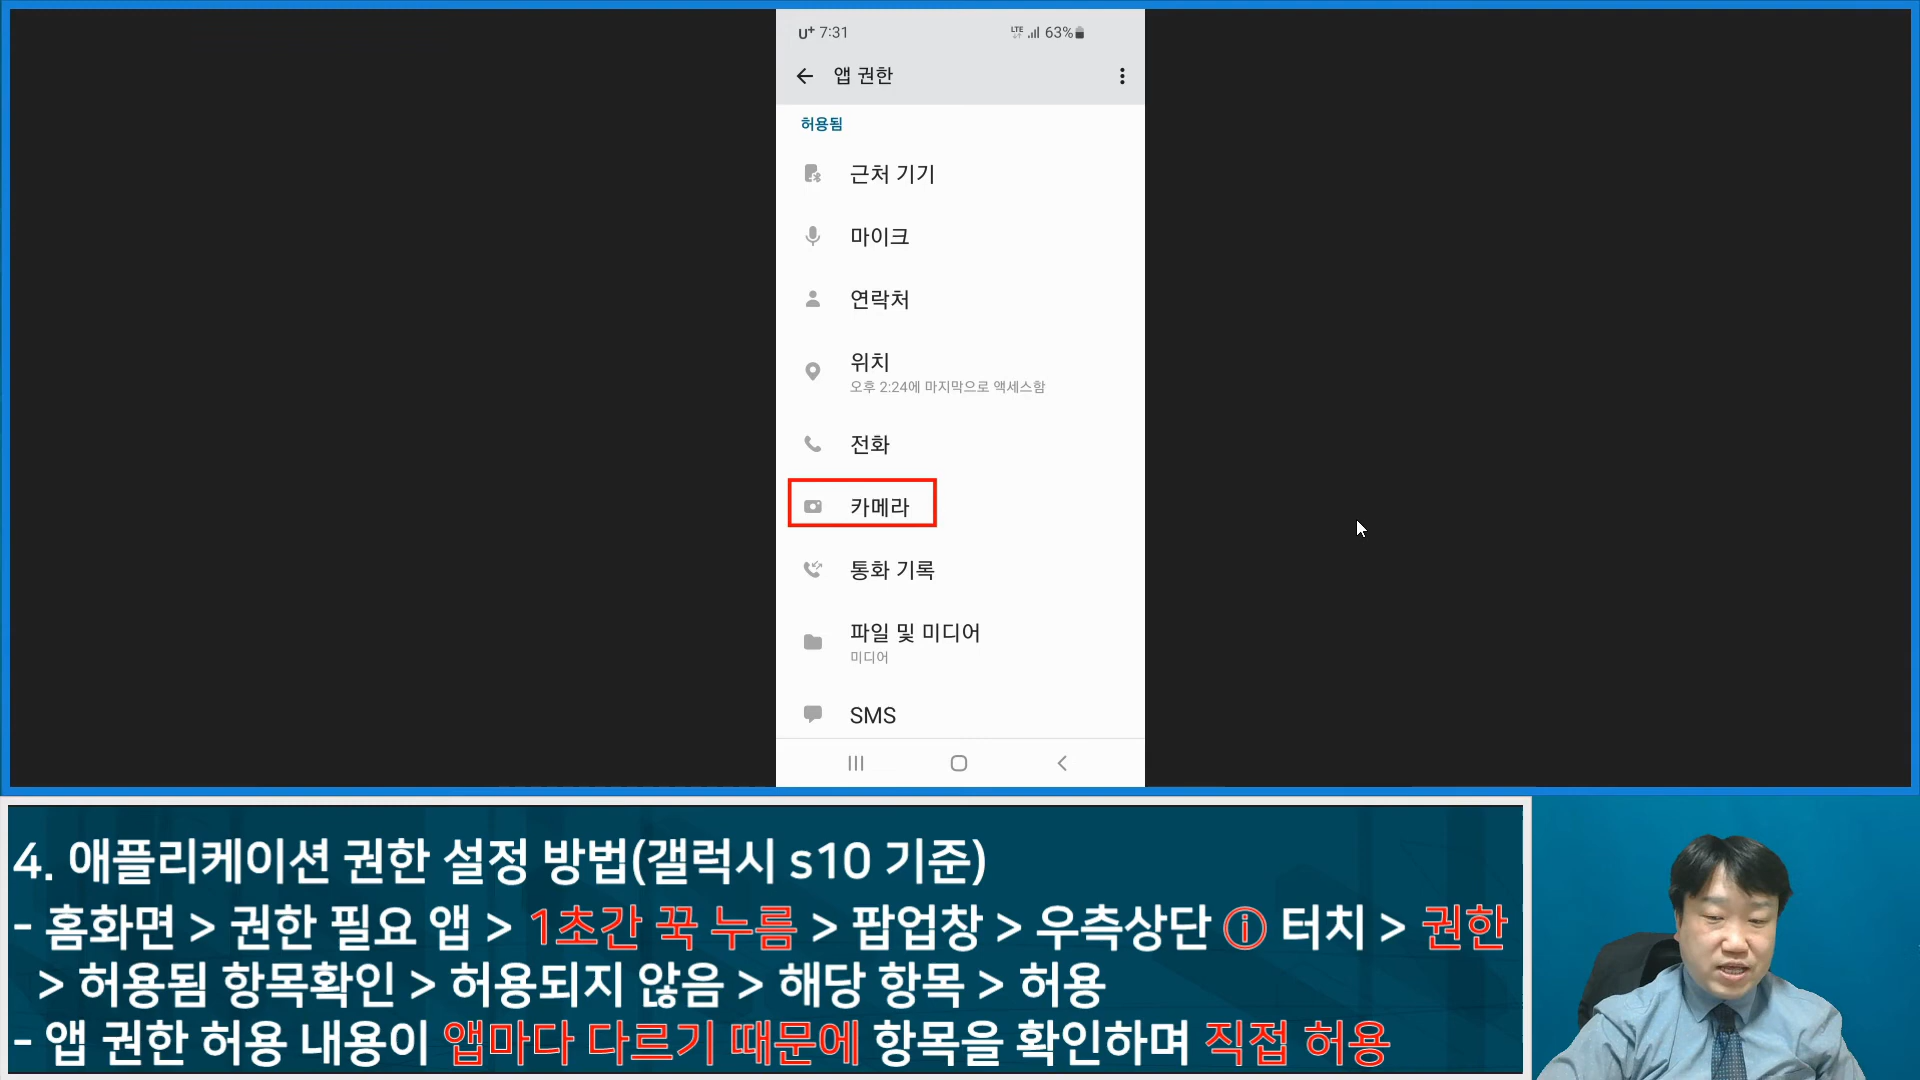 U⁺ 7:31
LTE 63%
앱 권한
허용됨
근처 기기
마이크
연락처
위치
오후 2:24에 마지막으로 액세스함
전화
카메라
통화 기록
파일 및 미디어
미디어
SMS
4. 애플리케이션 권한 설정 방법(갤럭시 s10 기준)
- 홈화면 > 권한 필요 앱 > 1초간 꾹 누름 > 팝업창 > 우측상단 ⓘ 터치 > 권한
> 허용됨 항목확인 > 허용되지 않음 > 해당 항목 > 허용
- 앱 권한 허용 내용이 앱마다 다르기 때문에 항목을 확인하며 직접 허용